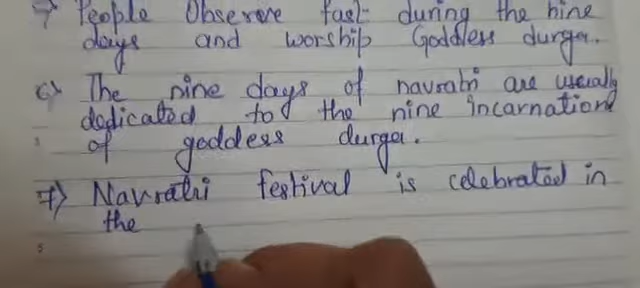 People Observe fast during the nine
days and worship Goddess durga.
6) The nine days of navratri are usually
dedicated to the nine incarnation
of goddess durga.
7) Navratri festival is celebrated in
the